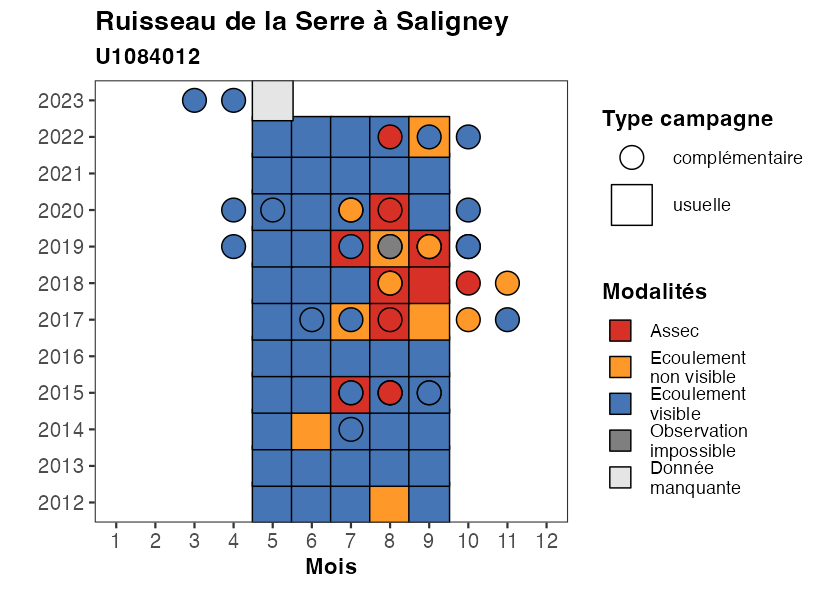 Ruisseau de la Serre à Saligney
U1084012
2023
2022
2021
2020
2019
2018
2017
2016
2015
2014
2013
2012
1 2 3 4 5 6 7 8 9 10 11 12
Mois
Type campagne
complémentaire
usuelle
Modalités
Assec
Ecoulement
non visible
Ecoulement
visible
Observation
impossible
Donnée
manquante